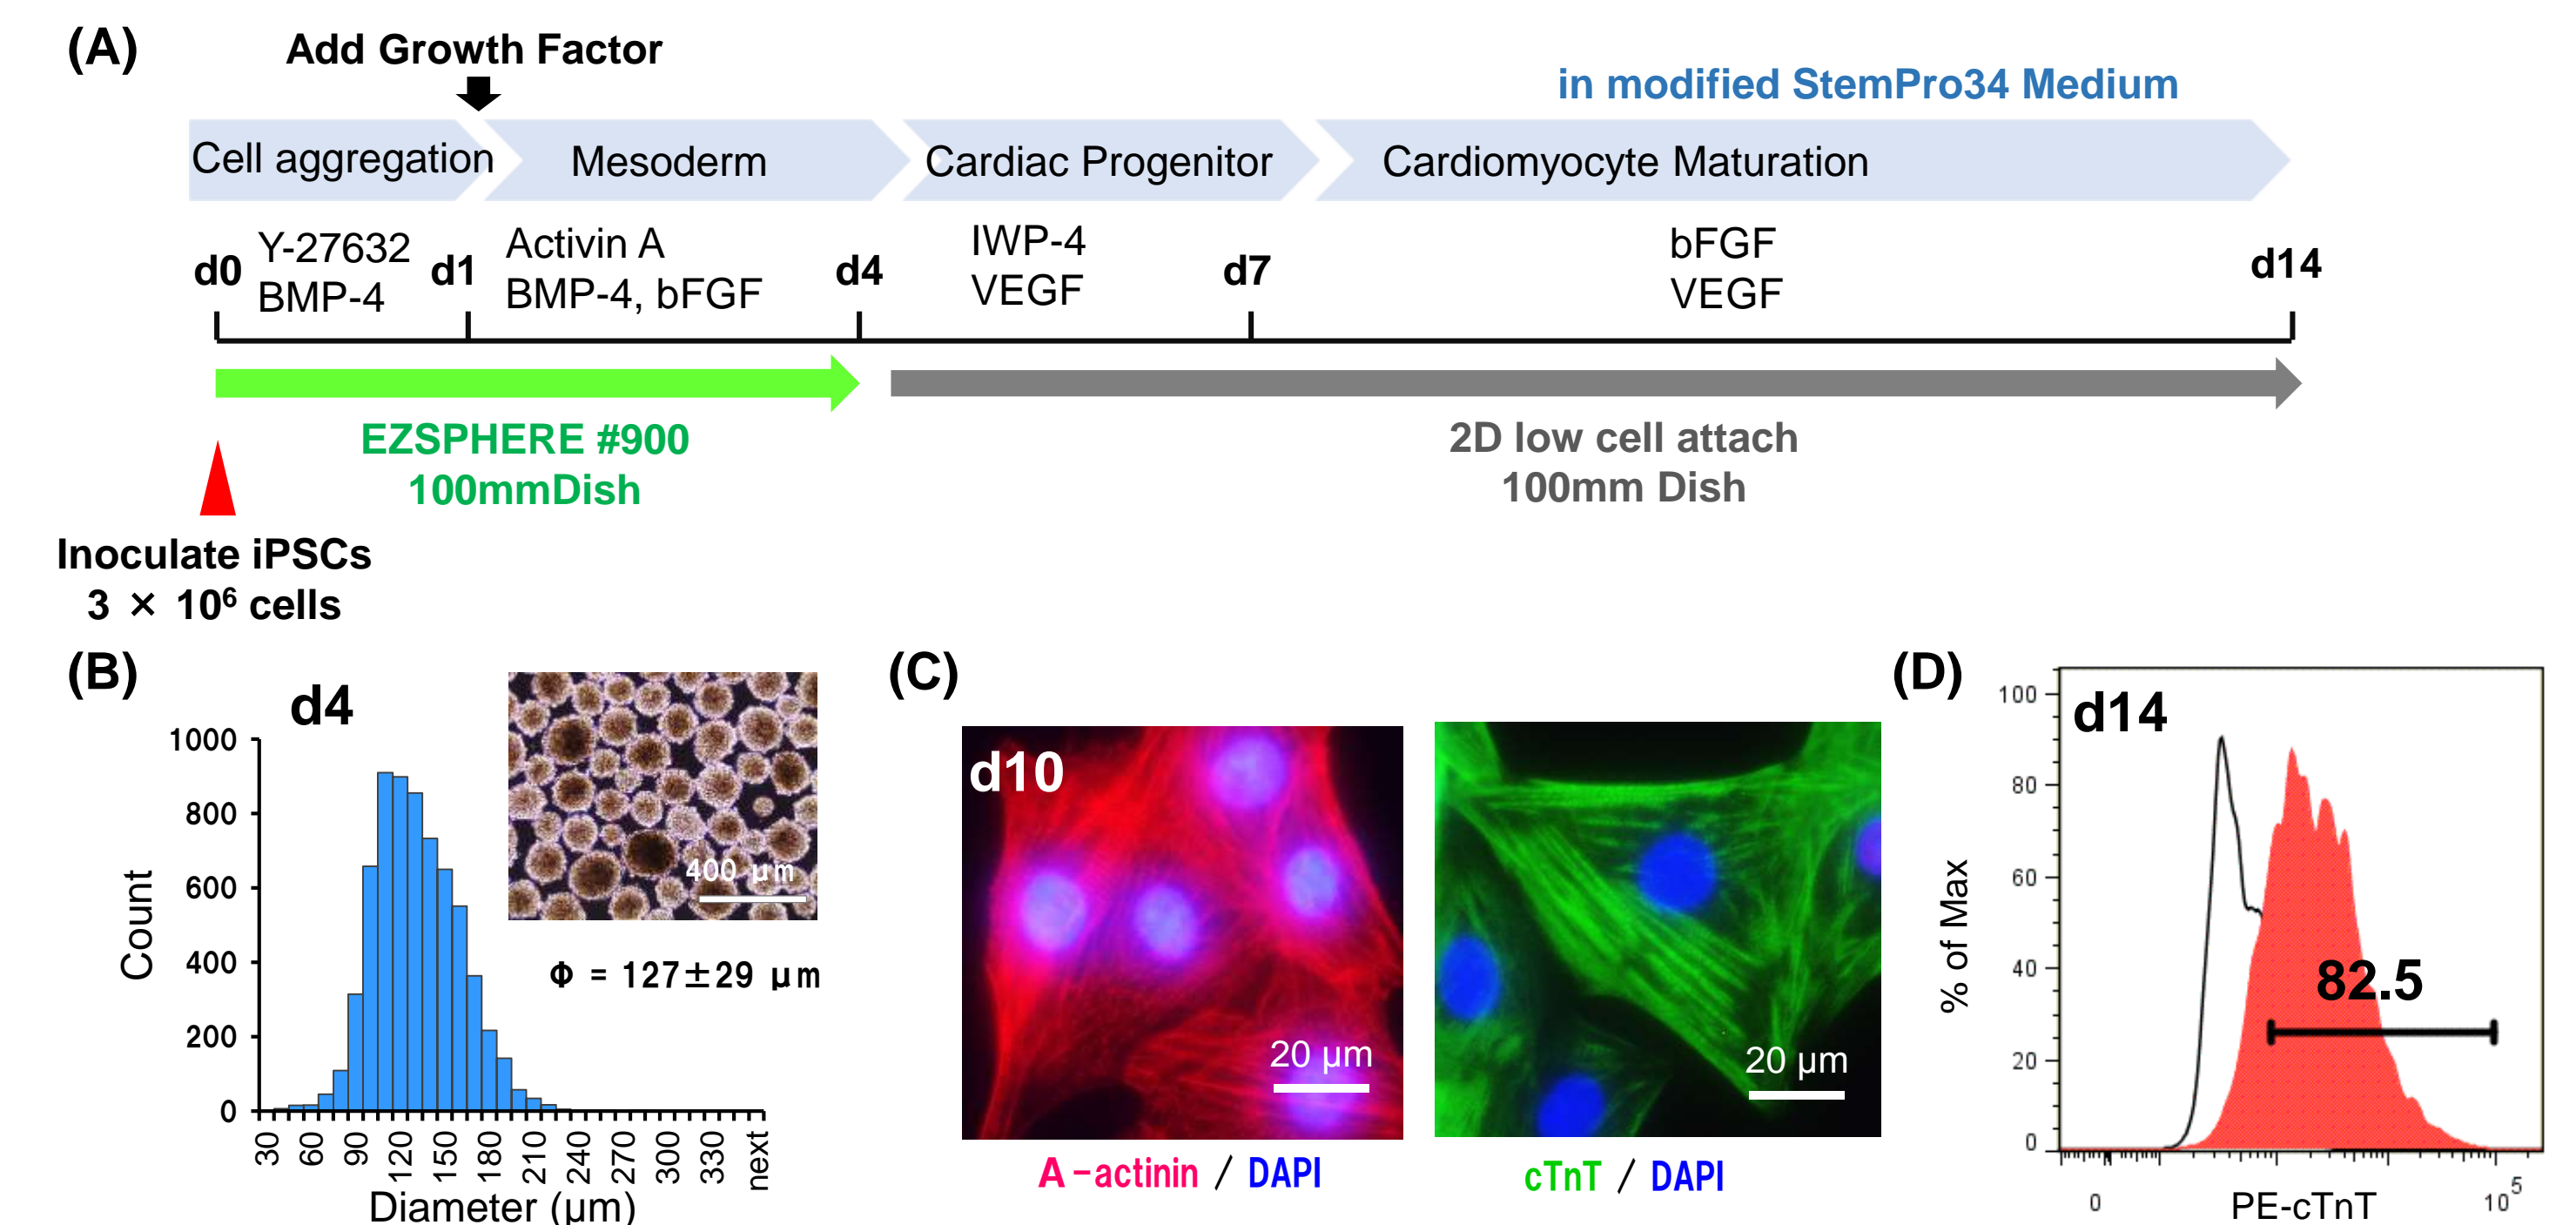 (A)
Add Growth Factor
in modified StemPro34 Medium
Cell aggregation
Mesoderm
Cardiac Progenitor
Cardiomyocyte Maturation
d0
Y-27632
BMP-4
d1
Activin A
BMP-4, bFGF
d4
IWP-4
VEGF
d7
bFGF
VEGF
d14
EZSPHERE #900
100mmDish
2D low cell attach
100mm Dish
Inoculate iPSCs
3 × 10⁶ cells
(B)
d4
1000
800
600
400
200
0
Count
30 60 90 120 150 180 210 240 270 300 330 next
Diameter (μm)
400 μm
Φ = 127±29 μm
(C)
d10
20 μm
A-actinin / DAPI
20 μm
cTnT / DAPI
(D)
d14
100
80
60
40
20
0
% of Max
82.5
0
10⁵
PE-cTnT